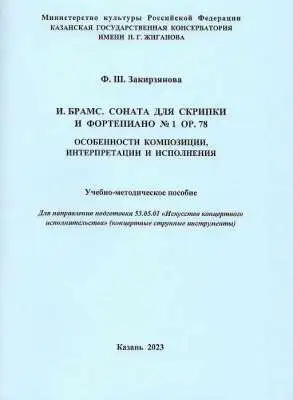 Министерство культуры Российской Федерации
КАЗАНСКАЯ ГОСУДАРСТВЕННАЯ КОНСЕРВАТОРИЯ
ИМЕНИ Н. Г. ЖИГАНОВА
Ф. Ш. Закирзянова
И. БРАМС. СОНАТА ДЛЯ СКРИПКИ
И ФОРТЕПИАНО № 1 OP. 78
ОСОБЕННОСТИ КОМПОЗИЦИИ,
ИНТЕРПРЕТАЦИИ И ИСПОЛНЕНИЯ
Учебно-методическое пособие
Для направления подготовки 53.05.01 «Искусство концертного
исполнительства» (концертные струнные инструменты)
Казань 2023